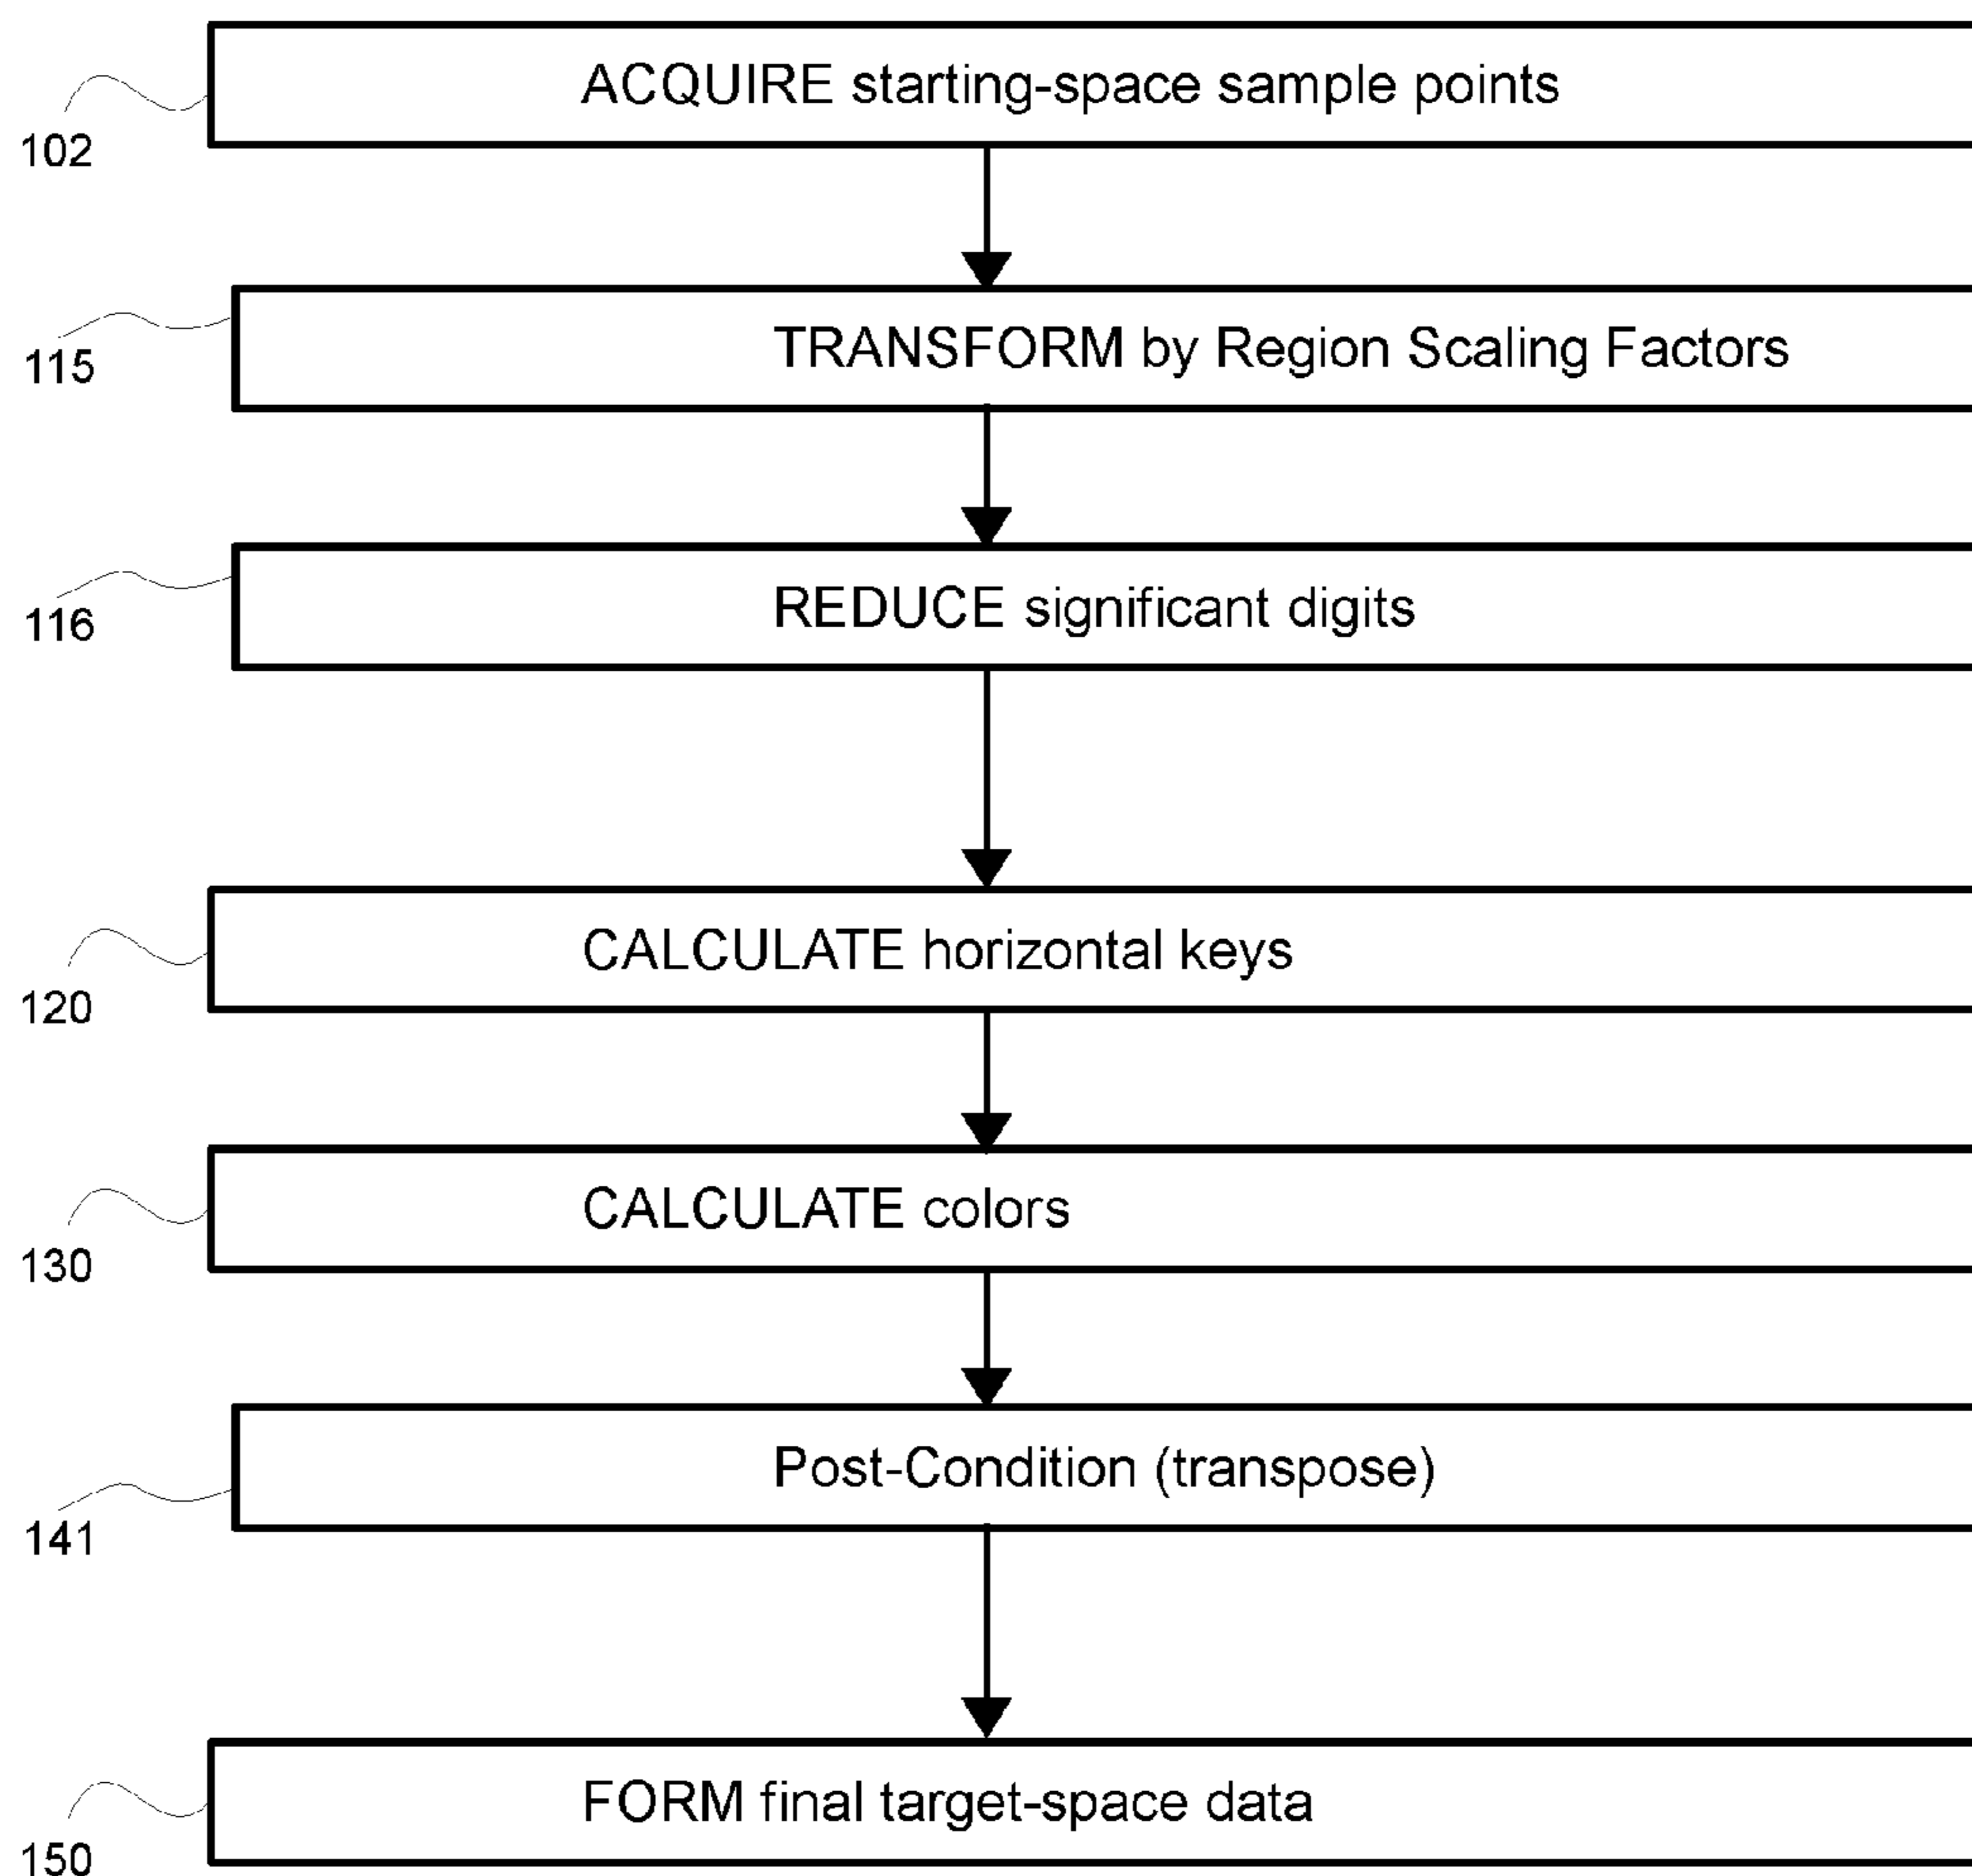 ACQUIRE starting-space sample points
102
TRANSFORM by Region Scaling Factors
115
REDUCE significant digits
116
CALCULATE horizontal keys
120
CALCULATE colors
130
Post-Condition (transpose)
141
FORM final target-space data
150